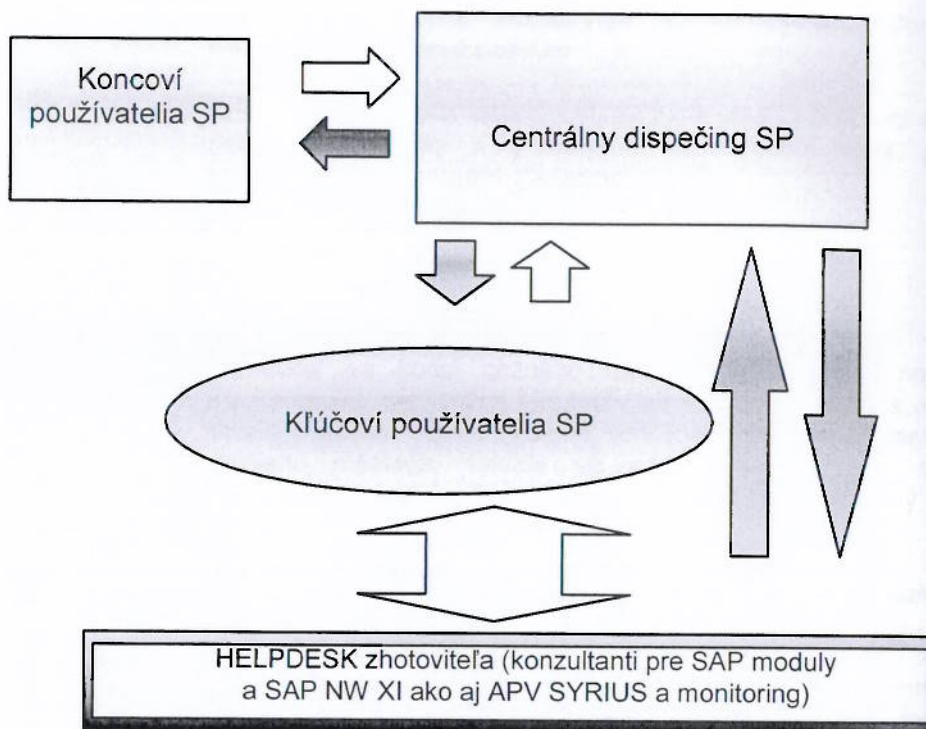 Koncoví
používatelia SP
Centrálny dispečing SP
Kľúčoví používatelia SP
HELPDESK zhotoviteľa (konzultanti pre SAP moduly
a SAP NW XI ako aj APV SYRIUS a monitoring)